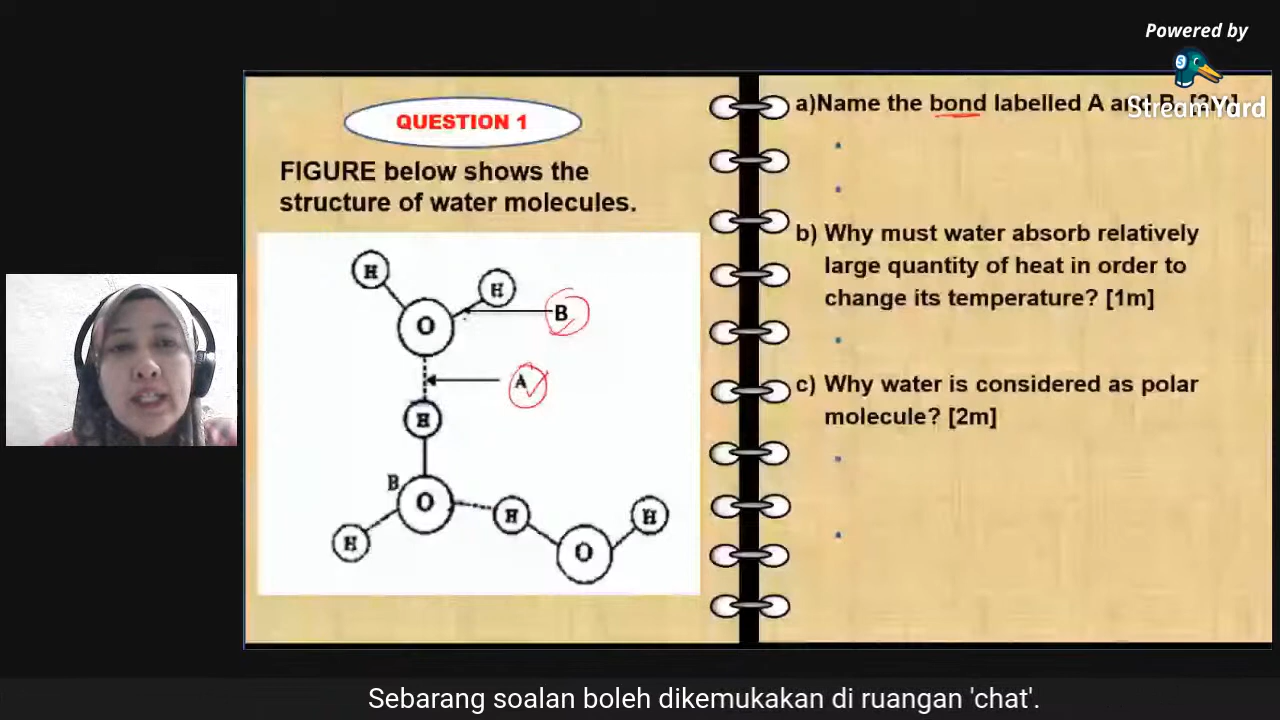 Powered by
StreamYard
QUESTION 1
FIGURE below shows the
structure of water molecules.
H
H
O
B
A
H
B
O
H
H
O
H
a)Name the bond labelled A and B. [2m]
b) Why must water absorb relatively
large quantity of heat in order to
change its temperature? [1m]
c) Why water is considered as polar
molecule? [2m]
Sebarang soalan boleh dikemukakan di ruangan 'chat'.